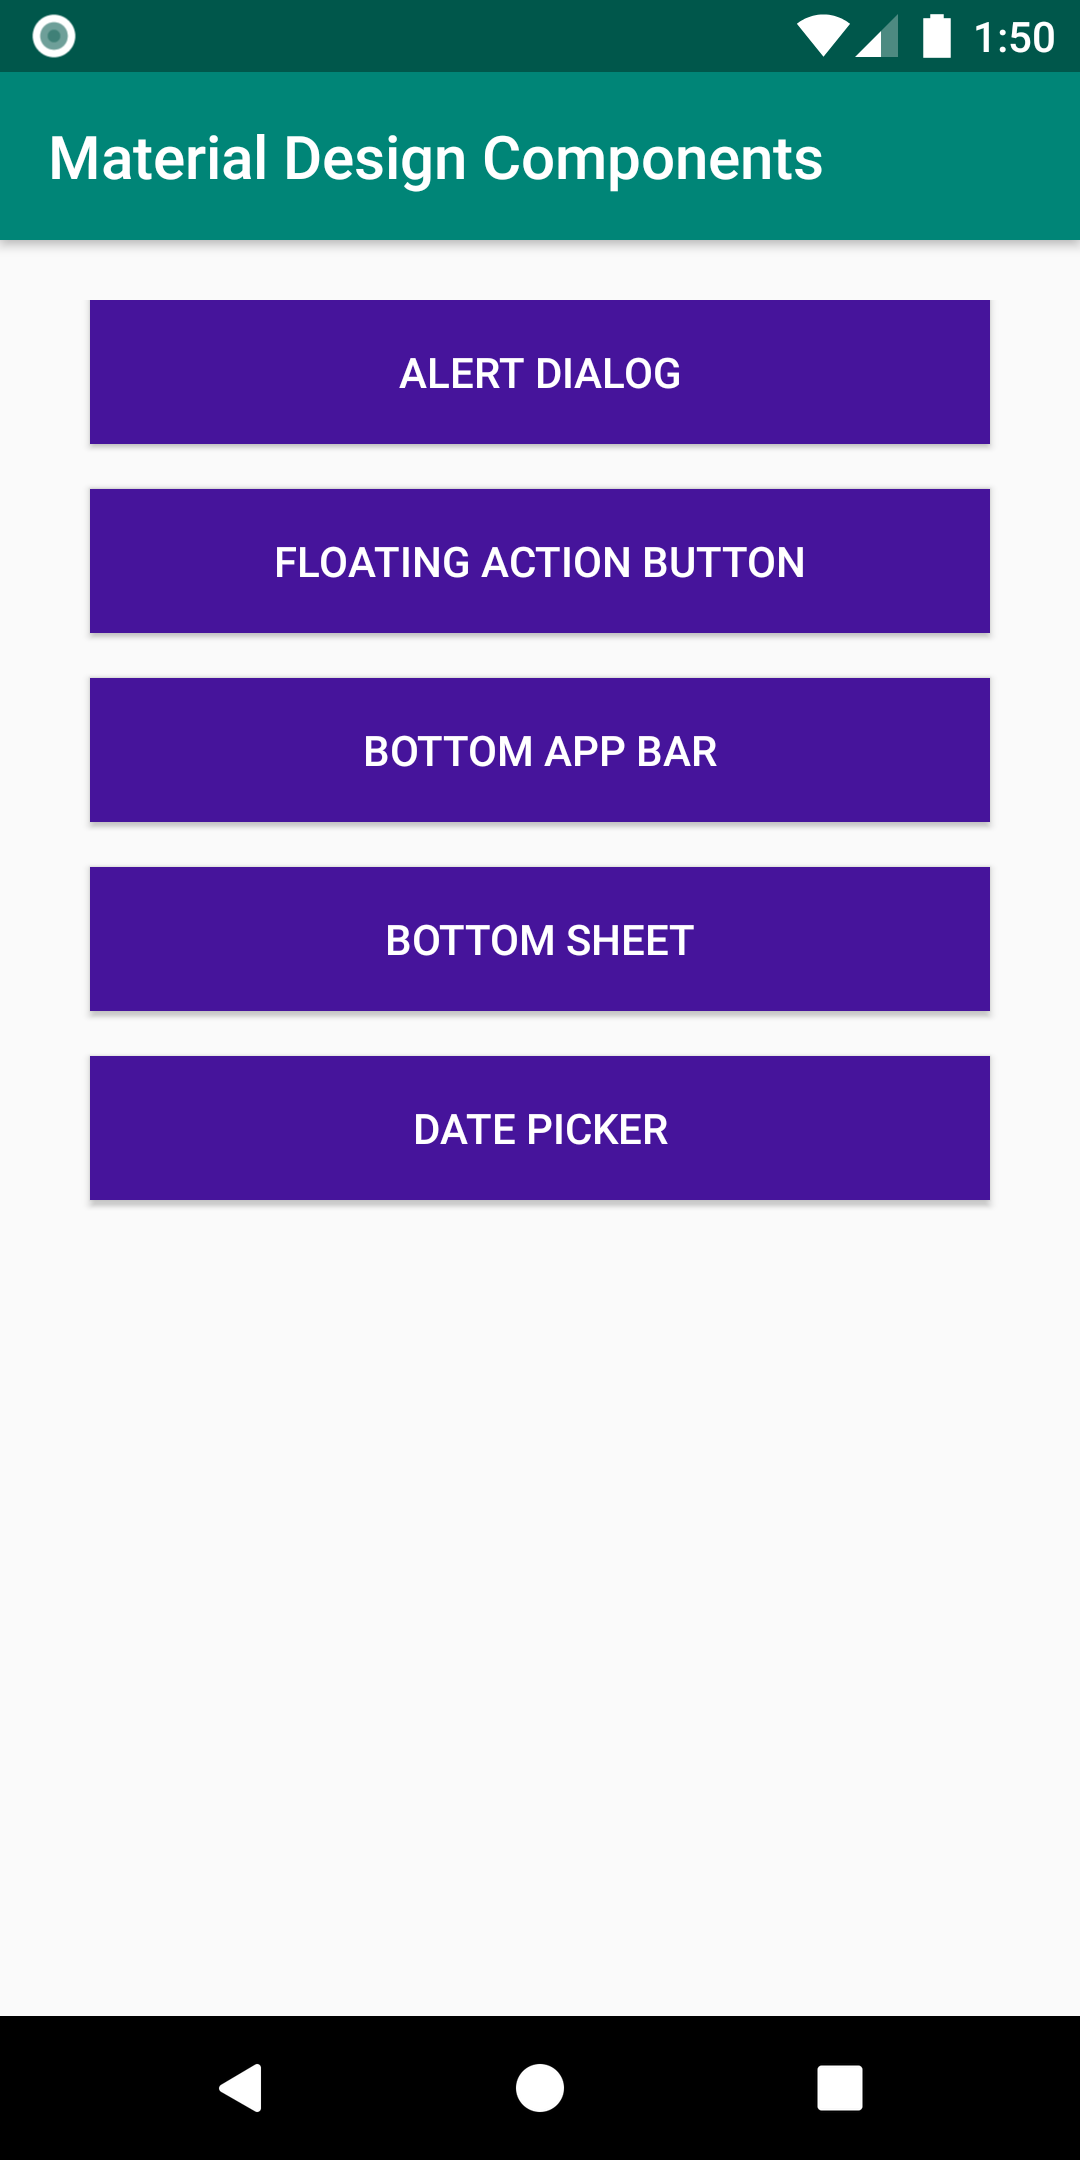 1:50
Material Design Components
ALERT DIALOG
FLOATING ACTION BUTTON
BOTTOM APP BAR
BOTTOM SHEET
DATE PICKER